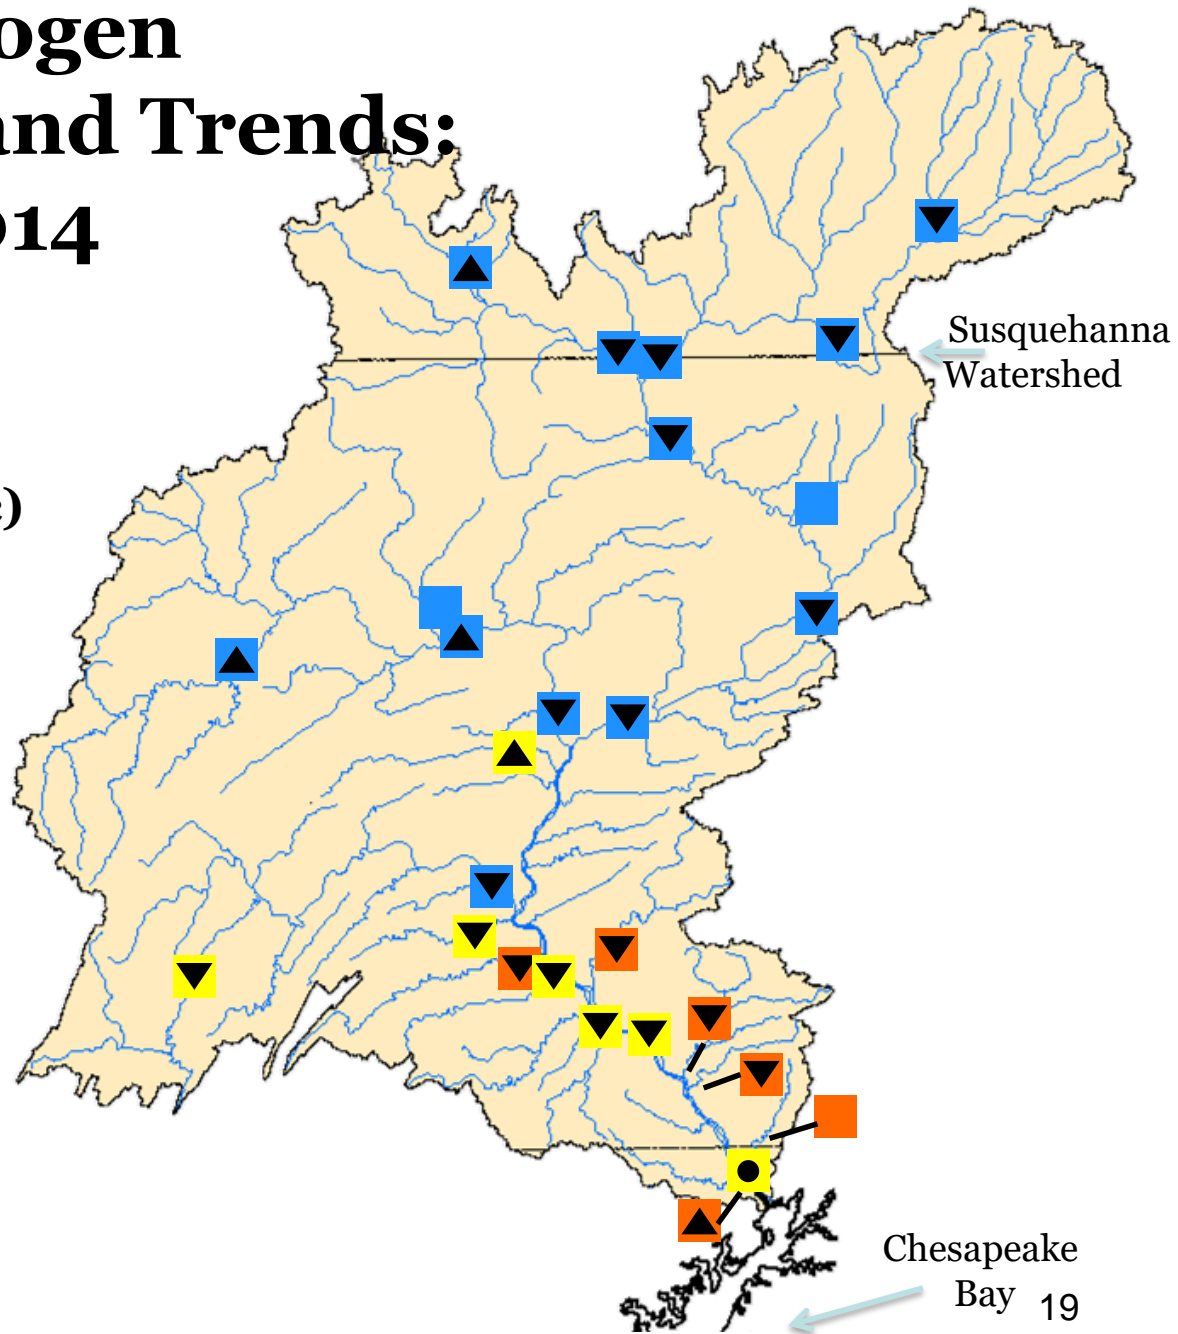 ogen
and Trends:
014
)
Susquehanna
Watershed
Chesapeake
Bay
19